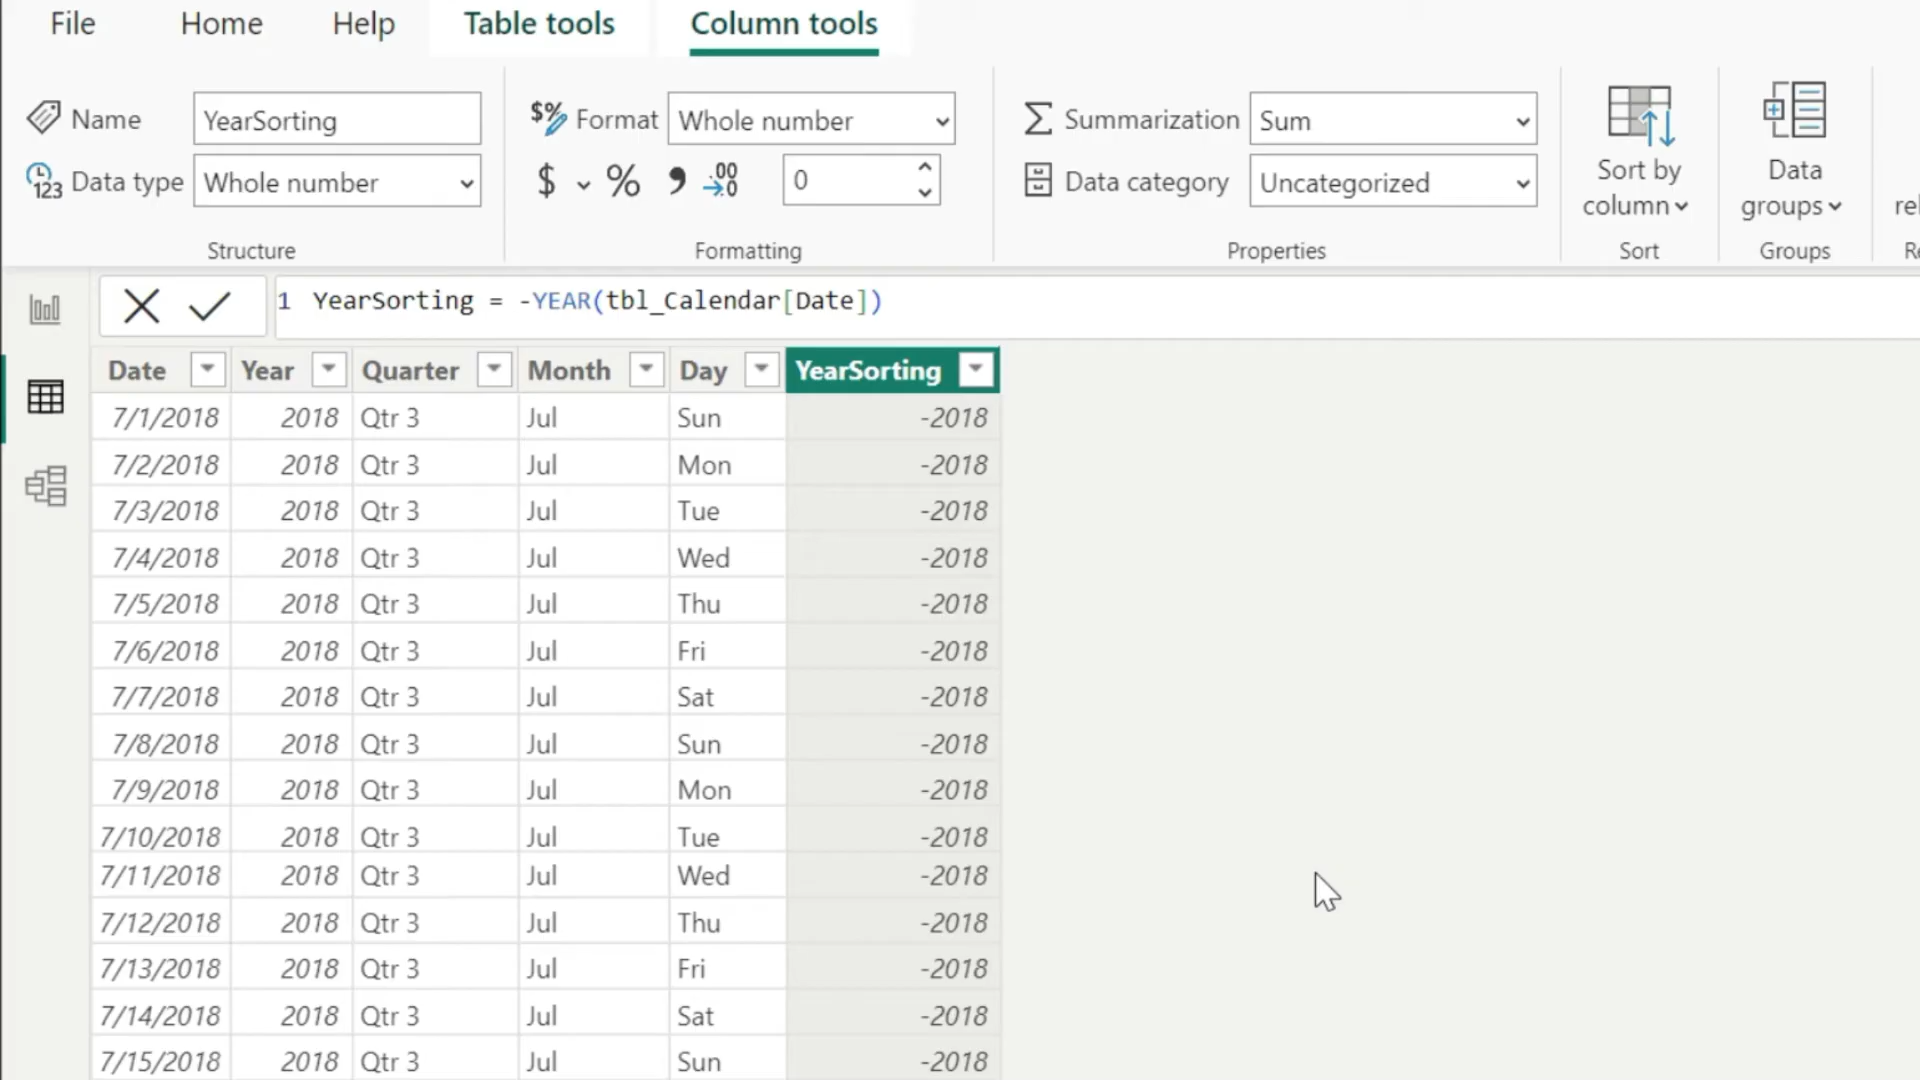 File Home Help Table tools Column tools
Name YearSorting $% Format Whole number Summarization Sum
123 Data type Whole number $ % , .00 0 0 Data category Uncategorized
Sort by column
Data groups
Structure Formatting Properties Sort Groups
1 YearSorting = -YEAR(tbl_Calendar[Date])
Date Year Quarter Month Day YearSorting
7/1/2018 2018 Qtr 3 Jul Sun -2018
7/2/2018 2018 Qtr 3 Jul Mon -2018
7/3/2018 2018 Qtr 3 Jul Tue -2018
7/4/2018 2018 Qtr 3 Jul Wed -2018
7/5/2018 2018 Qtr 3 Jul Thu -2018
7/6/2018 2018 Qtr 3 Jul Fri -2018
7/7/2018 2018 Qtr 3 Jul Sat -2018
7/8/2018 2018 Qtr 3 Jul Sun -2018
7/9/2018 2018 Qtr 3 Jul Mon -2018
7/10/2018 2018 Qtr 3 Jul Tue -2018
7/11/2018 2018 Qtr 3 Jul Wed -2018
7/12/2018 2018 Qtr 3 Jul Thu -2018
7/13/2018 2018 Qtr 3 Jul Fri -2018
7/14/2018 2018 Qtr 3 Jul Sat -2018
7/15/2018 2018 Qtr 3 Jul Sun -2018